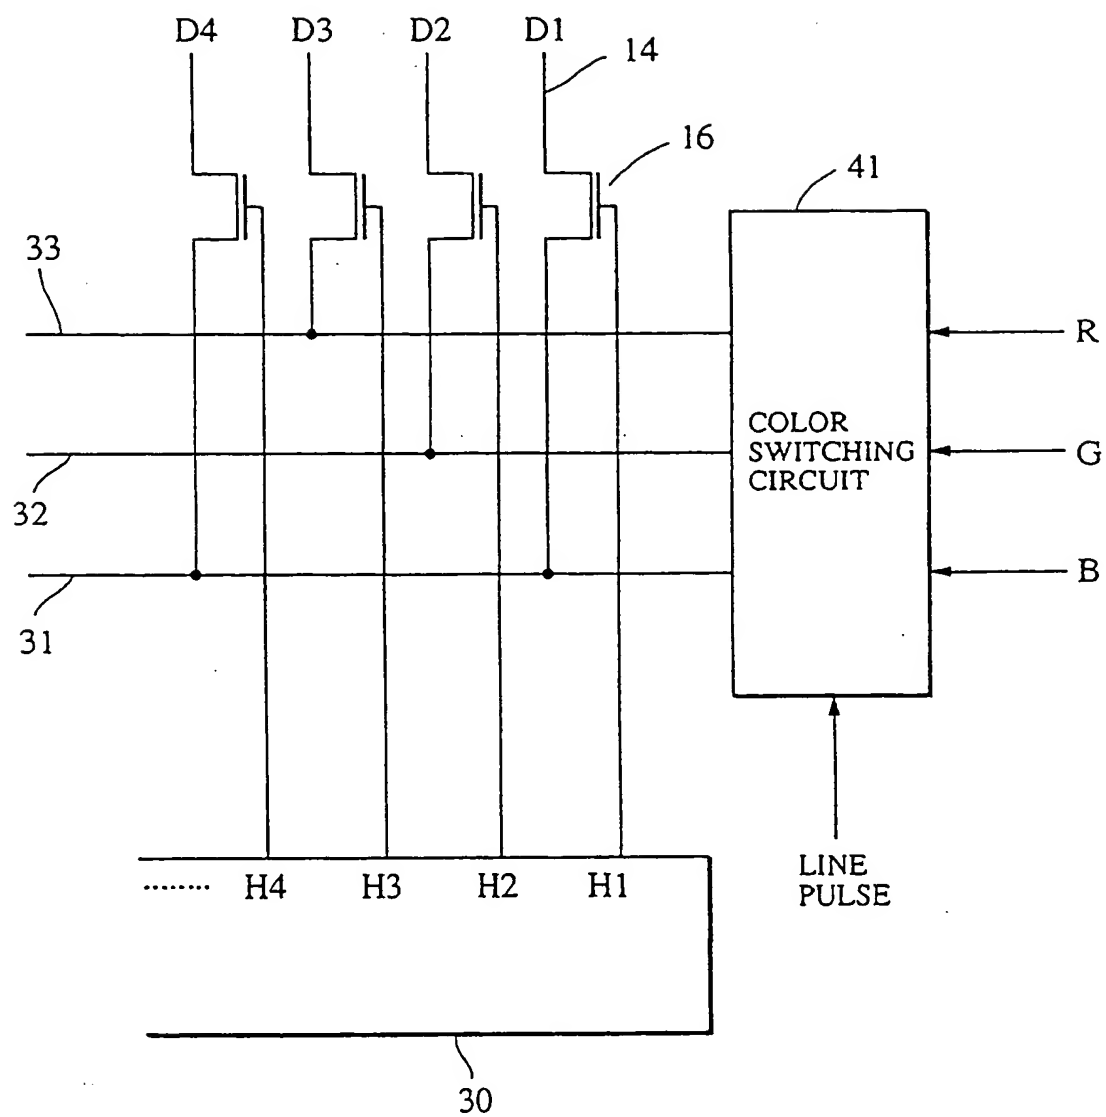 D4 D3 D2 D1
14
16
41
33
R
COLOR
SWITCHING
CIRCUIT
G
32
B
31
LINE
PULSE
........ H4 H3 H2 H1
30